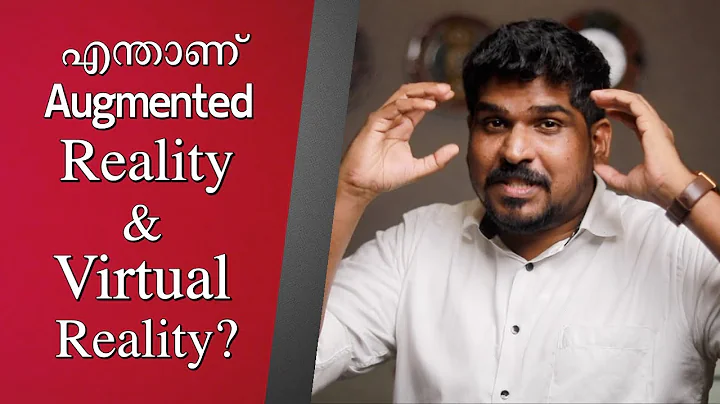 എന്താണ്
Augmented
Reality
&
Virtual
Reality?